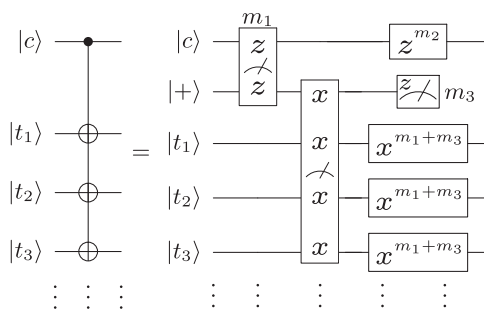 m₁
|c⟩ |c⟩ z z^{m₂}
|+⟩ z x z m₃
|t₁⟩ = |t₁⟩ x x^{m₁+m₃}
|t₂⟩ |t₂⟩ x x^{m₁+m₃}
|t₃⟩ |t₃⟩ x x^{m₁+m₃}